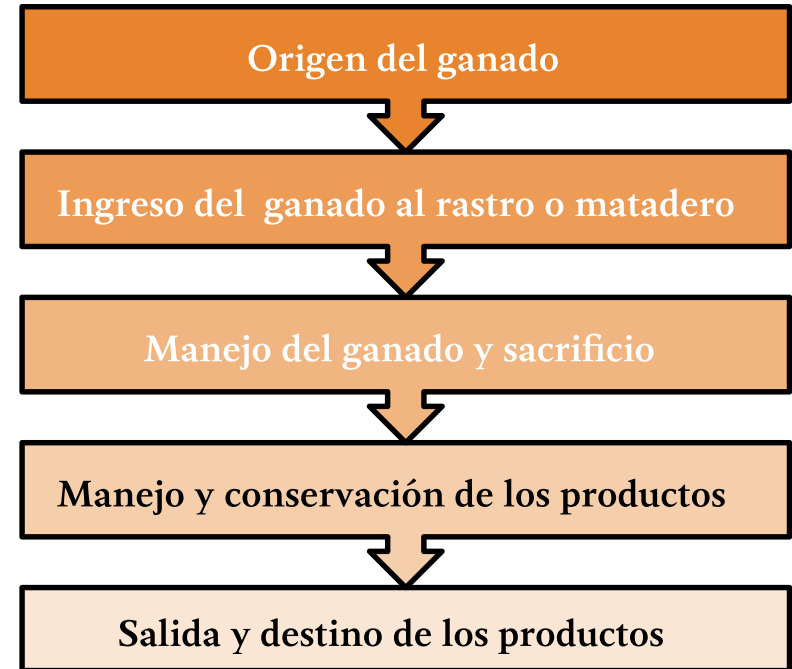 Origen del ganado
Ingreso del ganado al rastro o matadero
Manejo del ganado y sacrificio
Manejo y conservación de los productos
Salida y destino de los productos